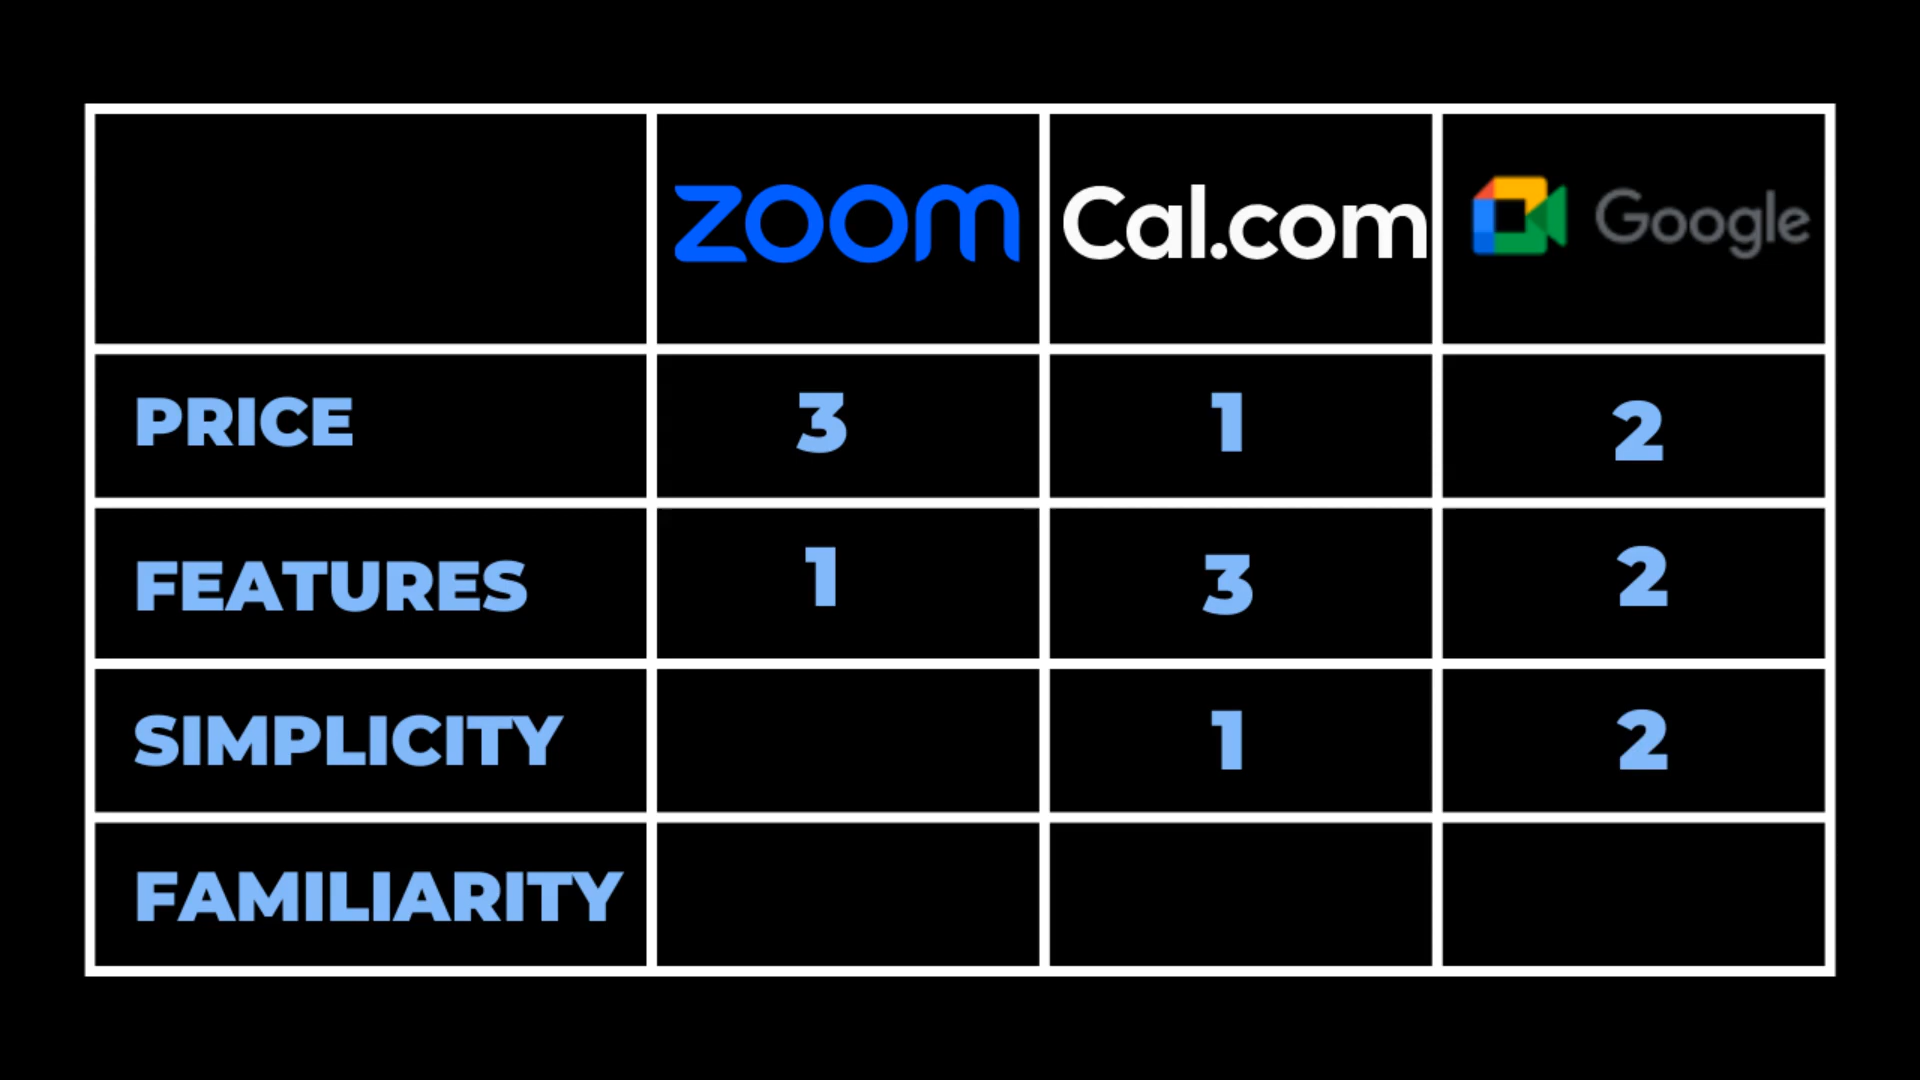 zoom Cal.com Google
PRICE 3 1 2
FEATURES 1 3 2
SIMPLICITY 1 2
FAMILIARITY